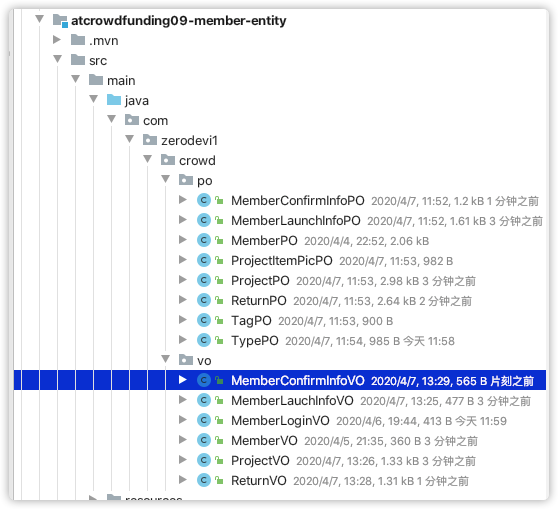 atcrowdfunding09-member-entity
.mvn
src
main
java
com
zerodevi1
crowd
po
MemberConfirmInfoPO 2020/4/7, 11:52, 1.2 kB 1 分钟之前
MemberLaunchInfoPO 2020/4/7, 11:52, 1.61 kB 3 分钟之前
MemberPO 2020/4/4, 22:52, 2.06 kB
ProjectItemPicPO 2020/4/7, 11:53, 982 B
ProjectPO 2020/4/7, 11:53, 2.98 kB 3 分钟之前
ReturnPO 2020/4/7, 11:53, 2.64 kB 2 分钟之前
TagPO 2020/4/7, 11:53, 900 B
TypePO 2020/4/7, 11:54, 985 B 今天 11:58
vo
MemberConfirmInfoVO 2020/4/7, 13:29, 565 B 片刻之前
MemberLauchInfoVO 2020/4/7, 13:25, 477 B 3 分钟之前
MemberLoginVO 2020/4/6, 19:44, 413 B 今天 11:59
MemberVO 2020/4/5, 21:35, 360 B 3 分钟之前
ProjectVO 2020/4/7, 13:26, 1.33 kB 3 分钟之前
ReturnVO 2020/4/7, 13:28, 1.31 kB 1 分钟之前